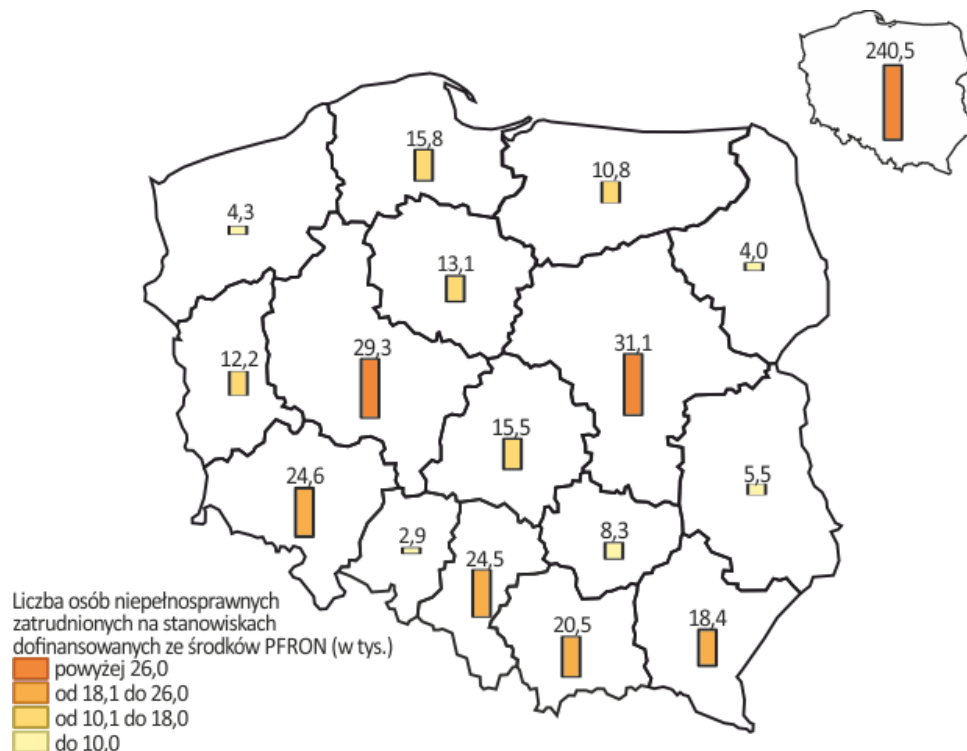 240,5
15,8
10,8
4,3
4,0
13,1
29,3
31,1
12,2
15,5
24,6
5,5
2,9
8,3
24,5
20,5
18,4
Liczba osób niepełnosprawnych
zatrudnionych na stanowiskach
dofinansowanych ze środków PFRON (w tys.)
powyżej 26,0
od 18,1 do 26,0
od 10,1 do 18,0
do 10,0